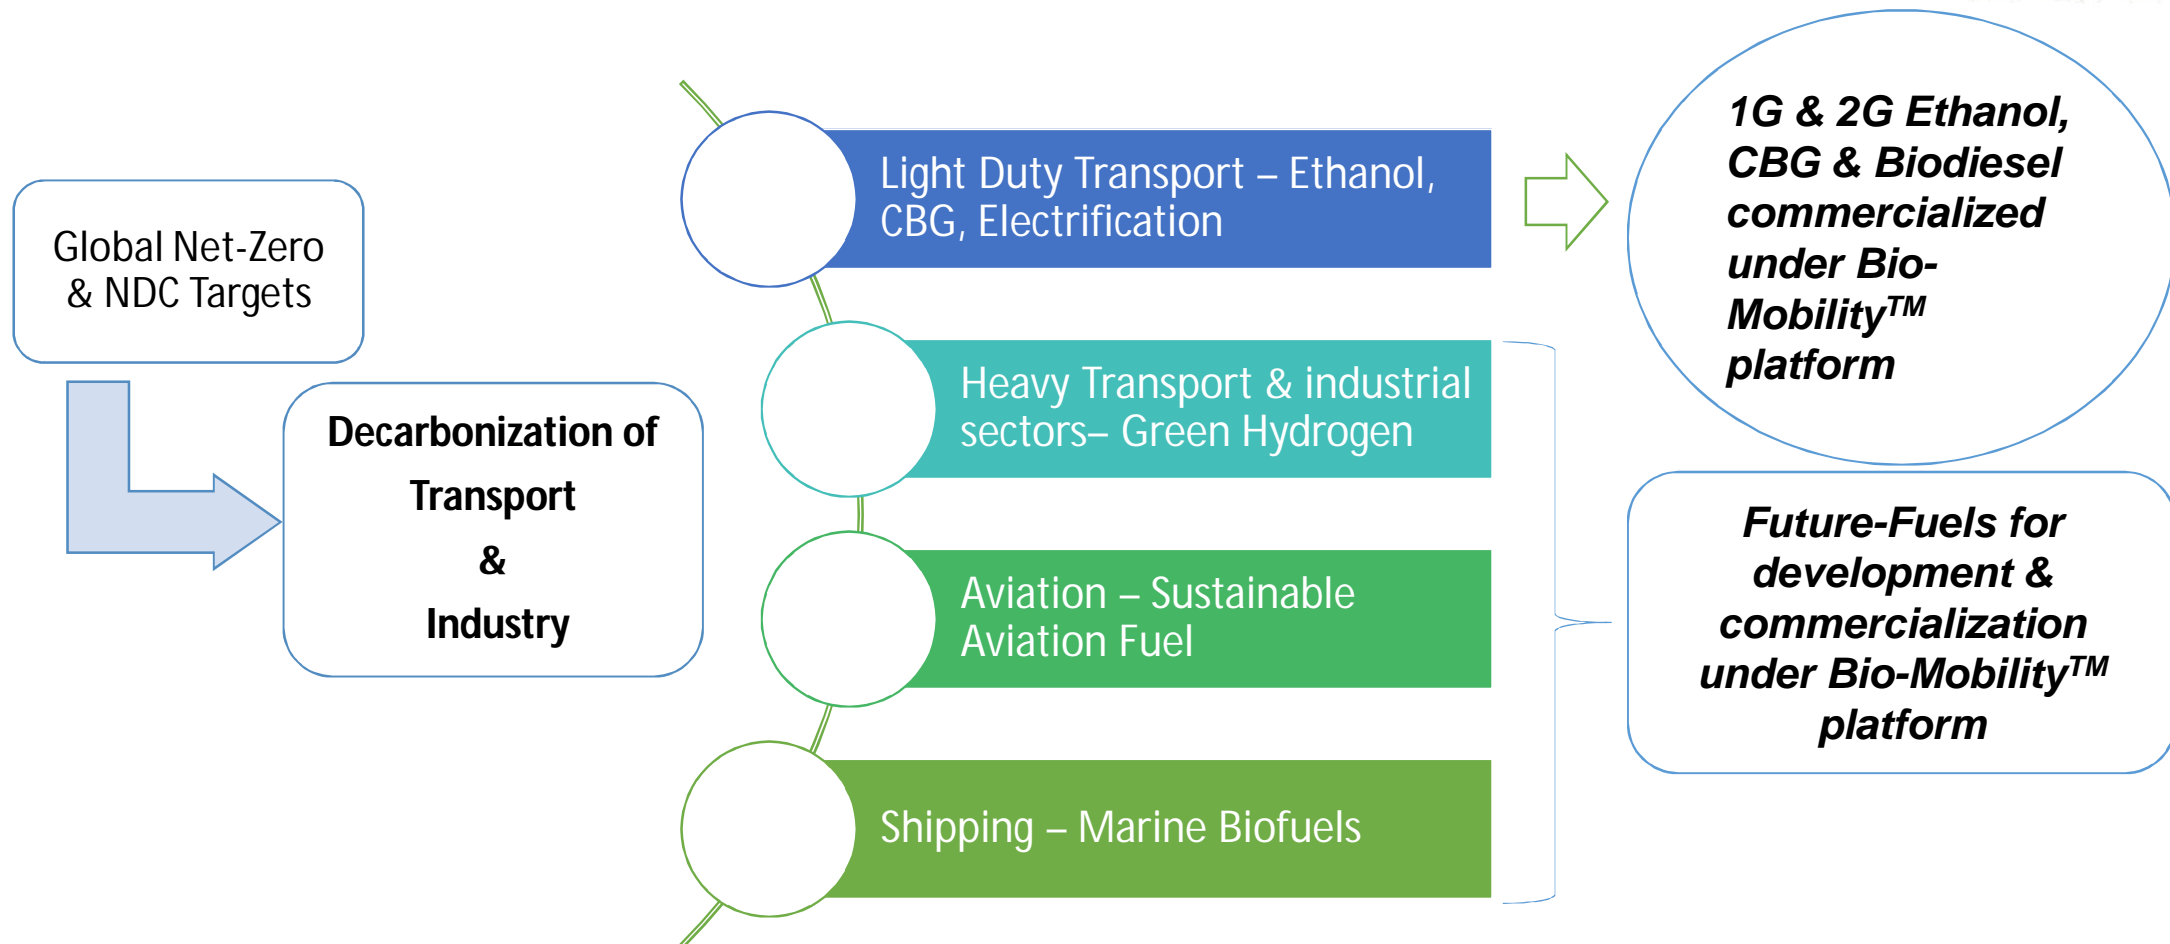 Global Net-Zero
& NDC Targets
Decarbonization of
Transport
&
Industry
Light Duty Transport – Ethanol,
CBG, Electrification
Heavy Transport & industrial
sectors– Green Hydrogen
Aviation – Sustainable
Aviation Fuel
Shipping – Marine Biofuels
1G & 2G Ethanol,
CBG & Biodiesel
commercialized
under Bio-
Mobility™
platform
Future-Fuels for
development &
commercialization
under Bio-Mobility™
platform